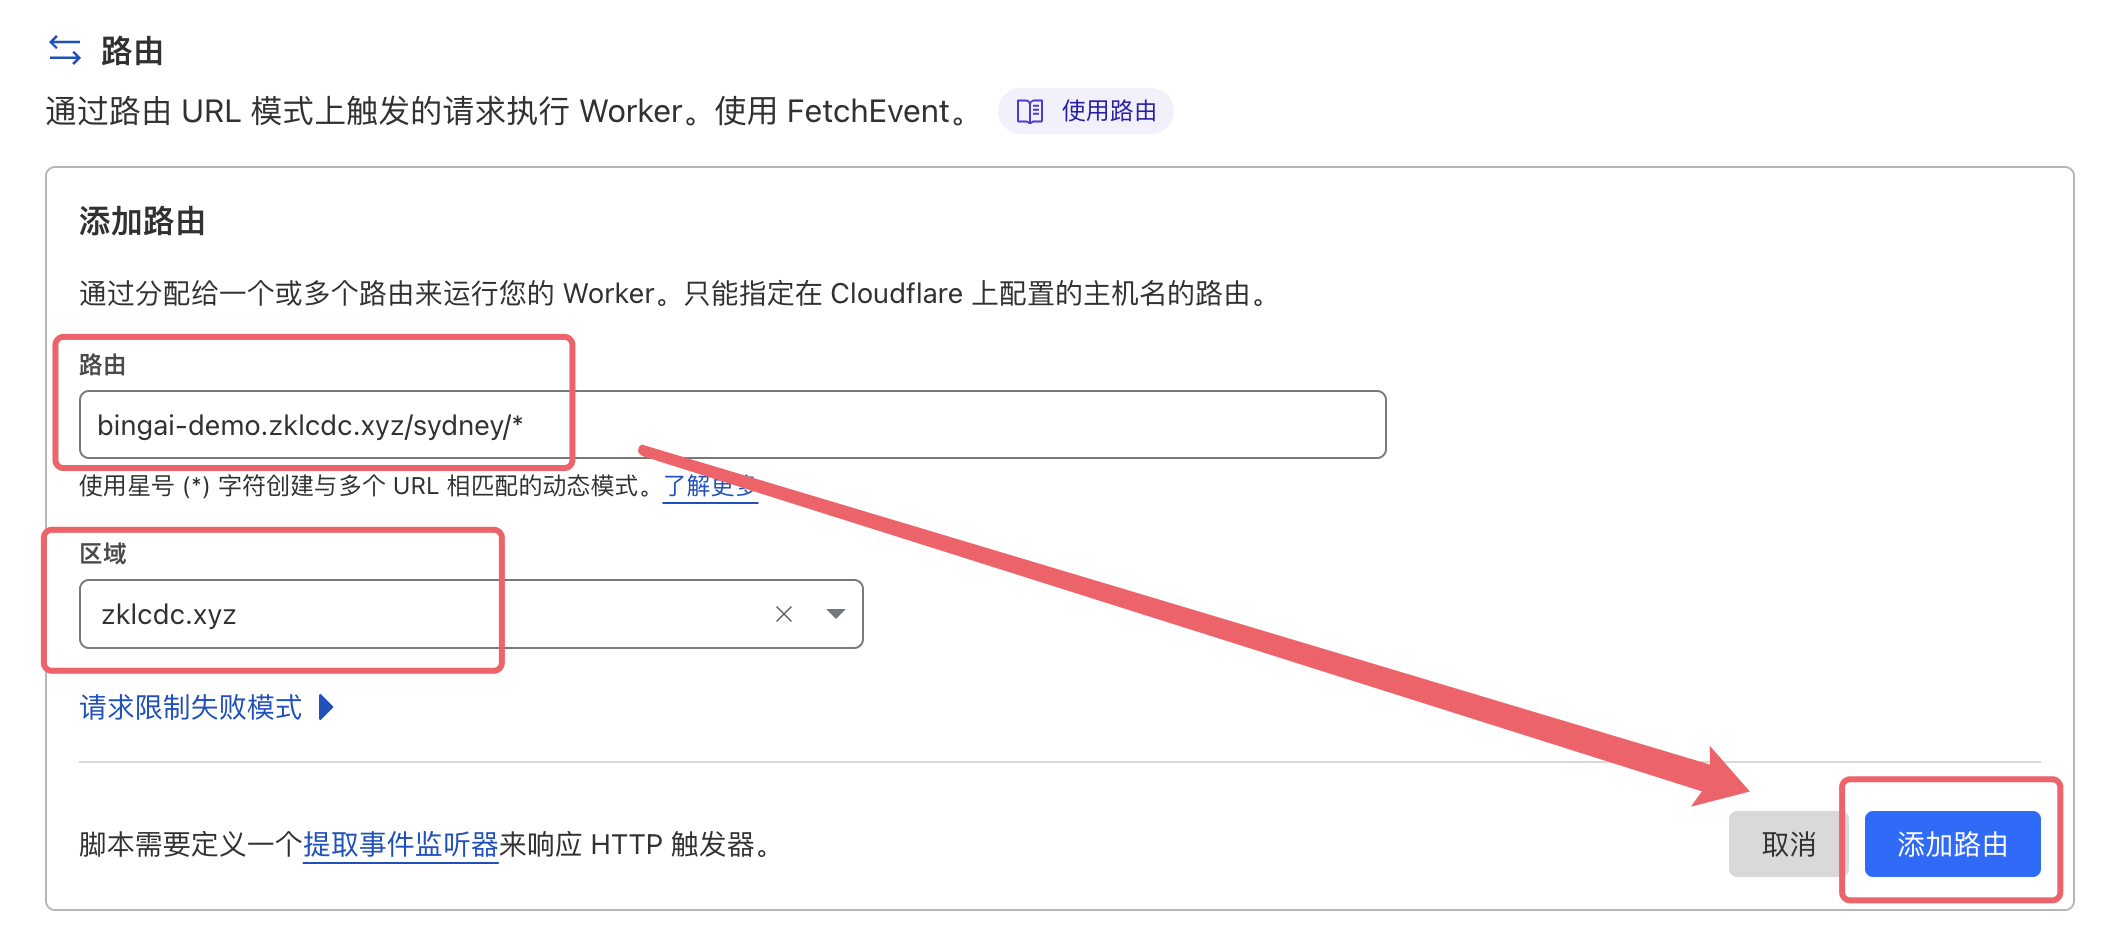 路由
通过路由 URL 模式上触发的请求执行 Worker。使用 FetchEvent。 使用路由
添加路由
通过分配给一个或多个路由来运行您的 Worker。只能指定在 Cloudflare 上配置的主机名的路由。
路由
bingai-demo.zklcdc.xyz/sydney/*
使用星号 (*) 字符创建与多个 URL 相匹配的动态模式。了解更多
区域
zklcdc.xyz
请求限制失败模式
脚本需要定义一个提取事件监听器来响应 HTTP 触发器。 取消 添加路由